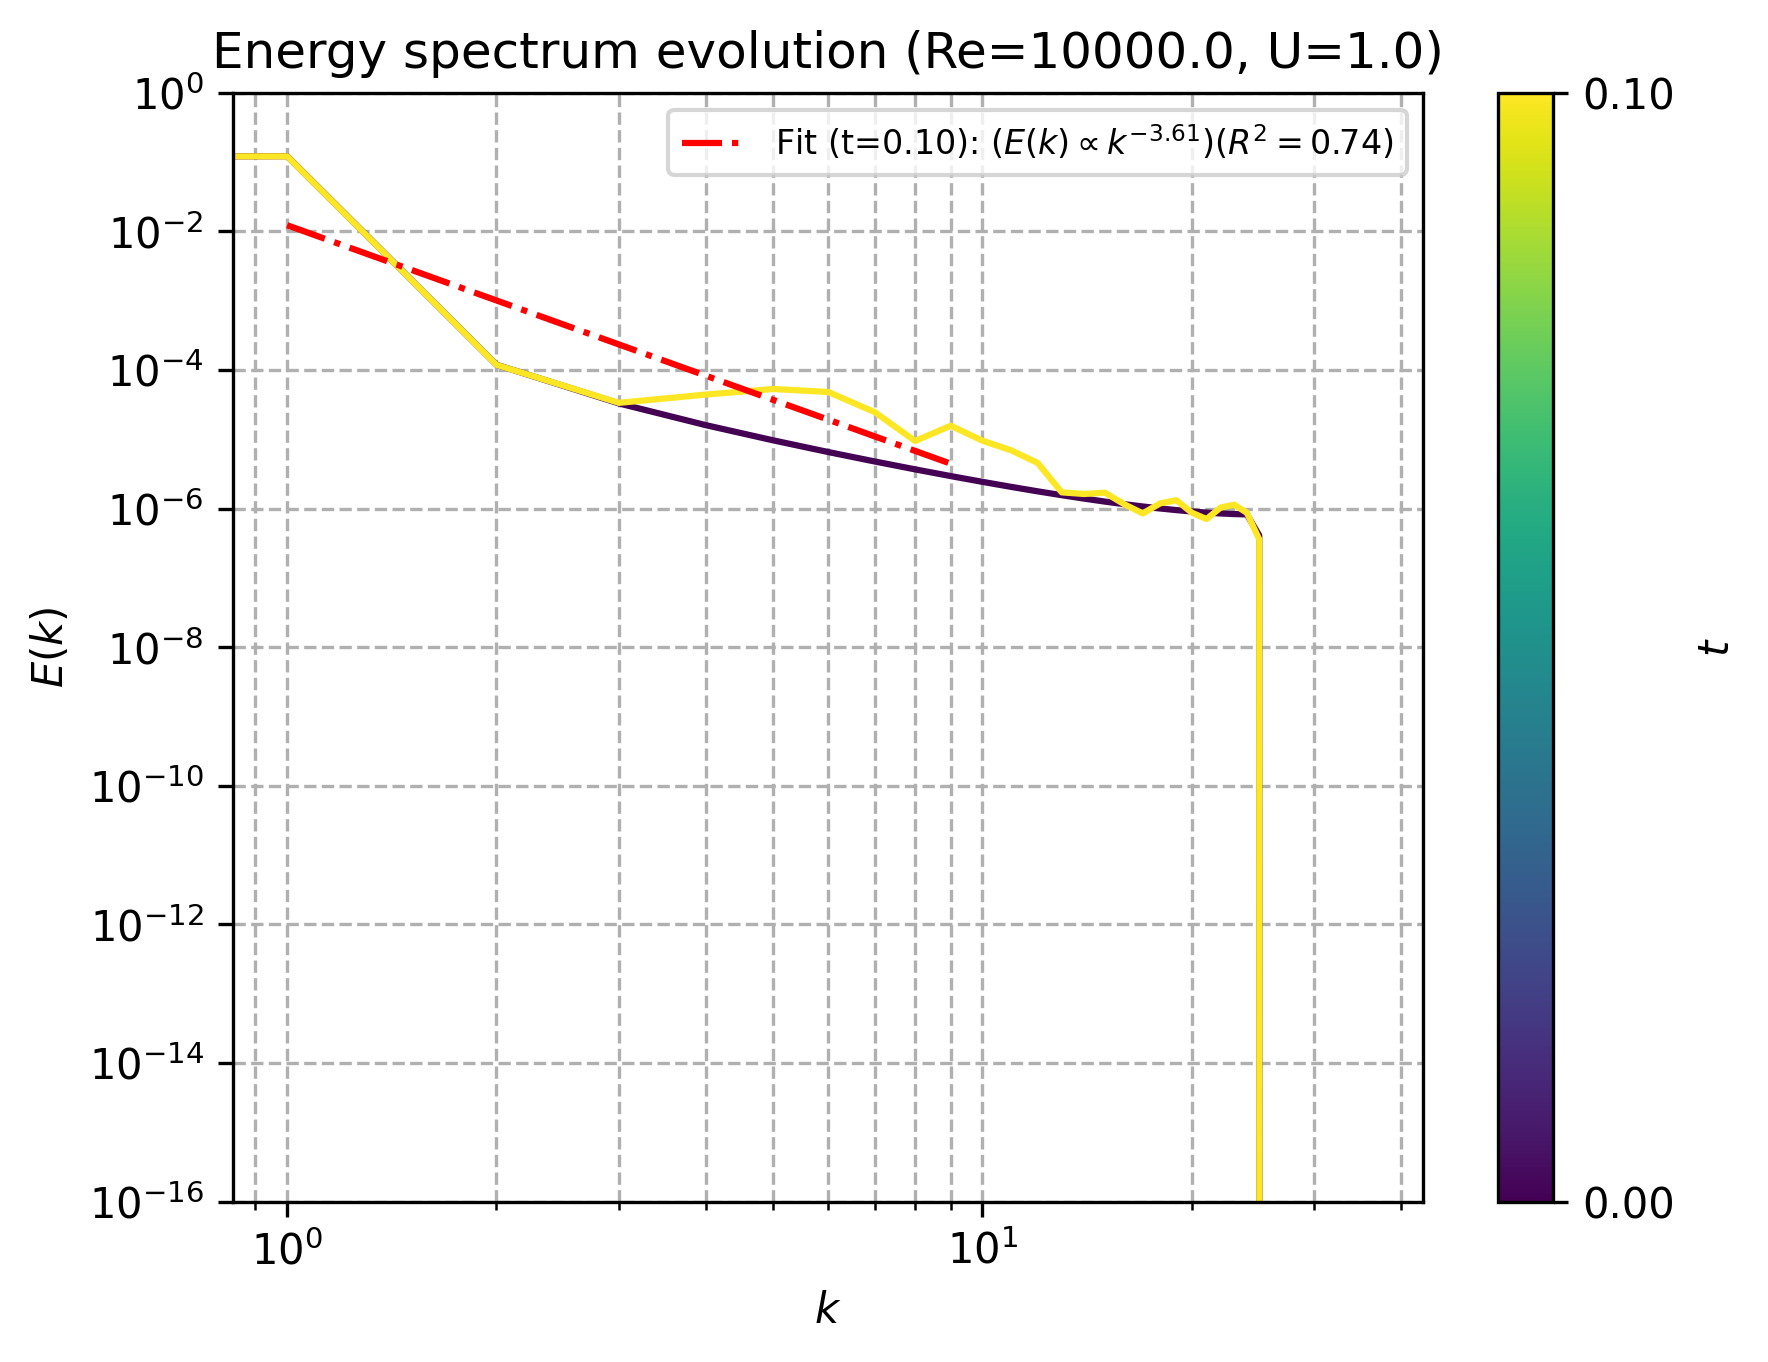 Energy spectrum evolution (Re=10000.0, U=1.0)
Fit (t=0.10): (E(k) ∝ k^{-3.61})(R^2 = 0.74)
10^0
10^{-2}
10^{-4}
10^{-6}
10^{-8}
10^{-10}
10^{-12}
10^{-14}
10^{-16}
E(k)
10^0
10^1
k
0.10
0.00
t